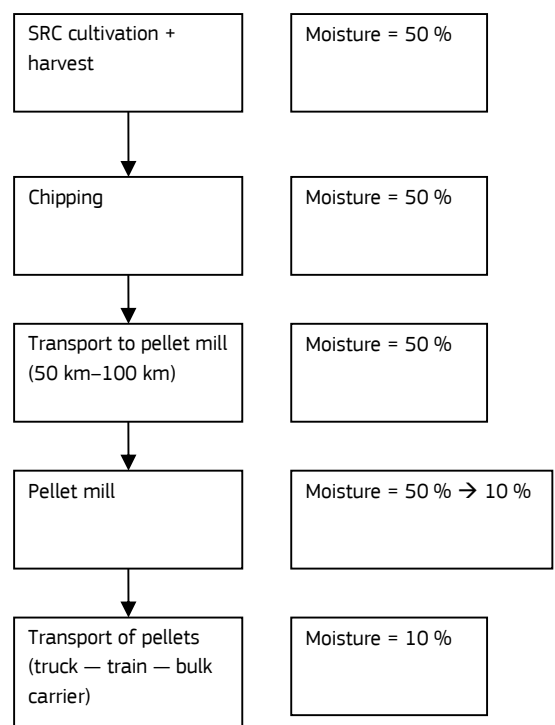 SRC cultivation +
harvest
Moisture = 50 %
Chipping
Moisture = 50 %
Transport to pellet mill
(50 km–100 km)
Moisture = 50 %
Pellet mill
Moisture = 50 % → 10 %
Transport of pellets
(truck — train — bulk
carrier)
Moisture = 10 %